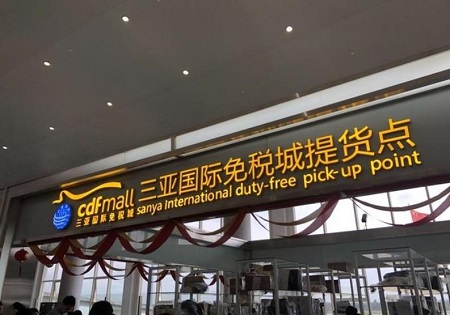 cdfmall
三亚国际免税城
三亚国际免税城提货点
sanya International duty-free pick-up point